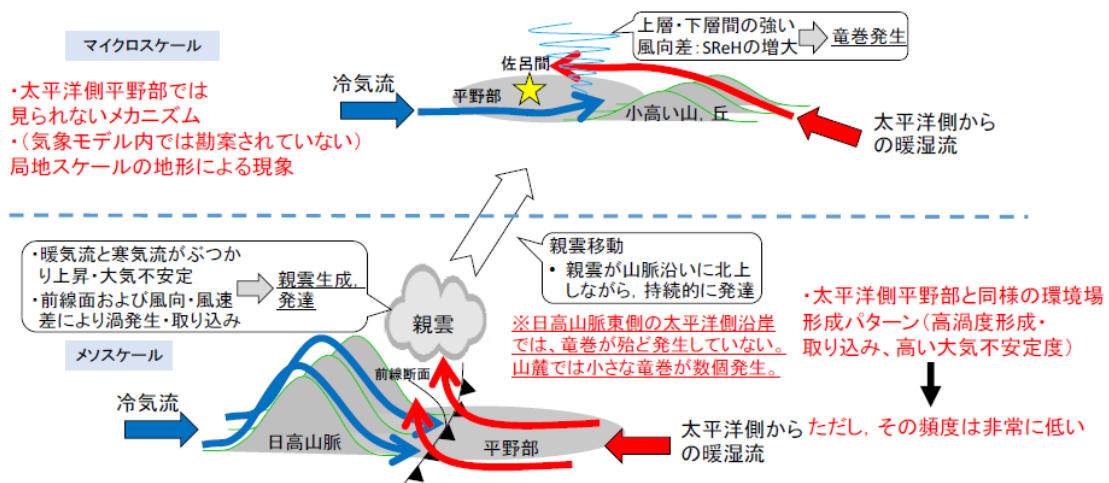 マイクロスケール
・太平洋側平野部では
見られないメカニズム
・(気象モデル内では勘案されていない)
局地スケールの地形による現象
冷気流
平野部
佐呂間
上層・下層間の強い
風向差:SReHの増大
竜巻発生
小高い山, 丘
太平洋側から
の暖湿流
・暖気流と寒気流がぶつか
り上昇・大気不安定
・前線面および風向・風速
差により渦発生・取り込み
親雲生成,
発達
親雲
親雲移動
• 親雲が山脈沿いに北上
しながら, 持続的に発達
※日高山脈東側の太平洋側沿岸
では、竜巻が殆ど発生していない。
山麓では小さな竜巻が数個発生。
・太平洋側平野部と同様の環境場
形成パターン(高渦度形成・
取り込み、高い大気不安定度)
ただし, その頻度は非常に低い
メソスケール
冷気流
日高山脈
前線断面
平野部
太平洋側から
の暖湿流